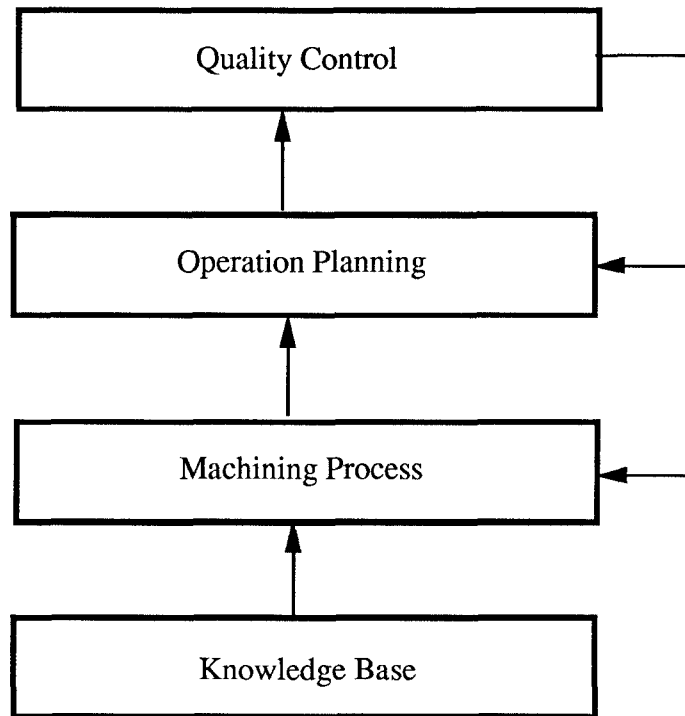 Quality Control
Operation Planning
Machining Process
Knowledge Base